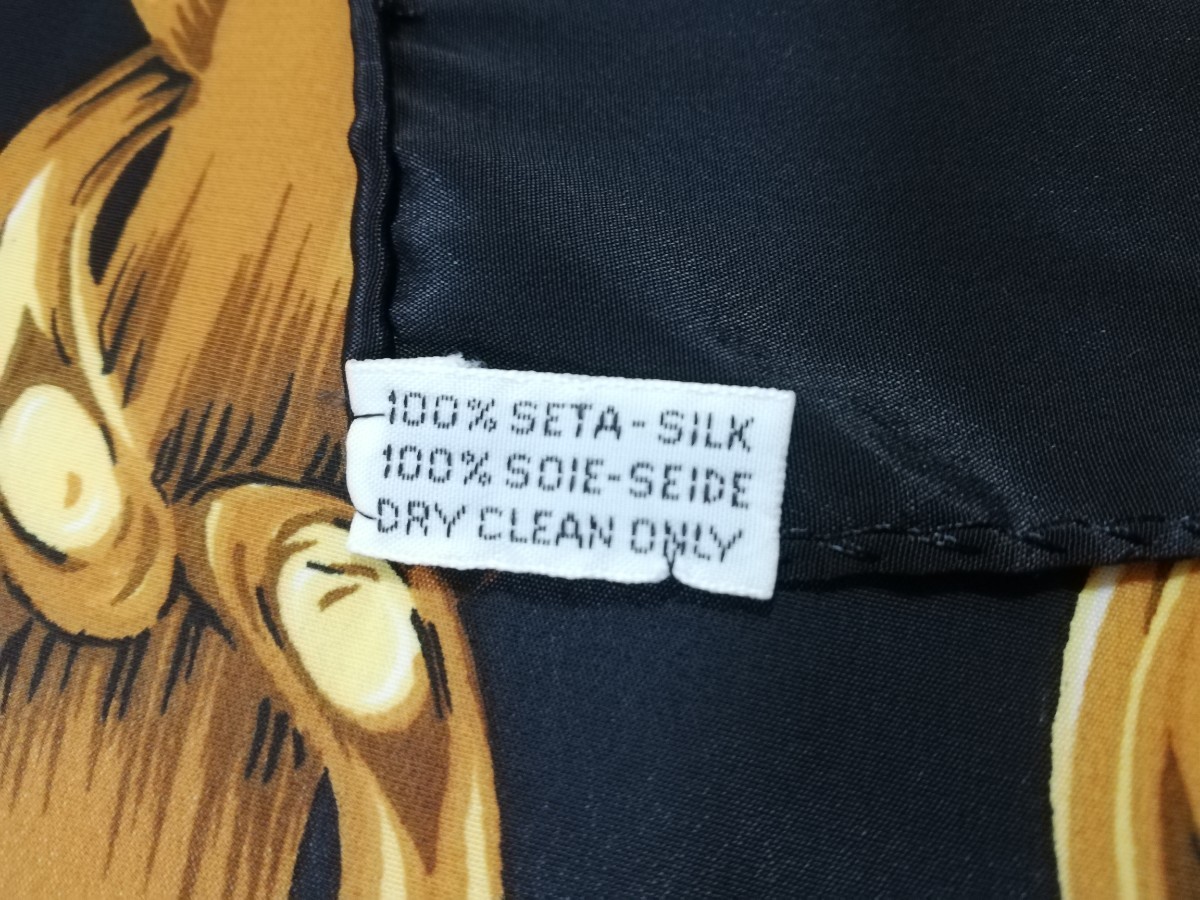 100% SETA-SILK
100% SOIE-SEIDE
DRY CLEAN ONLY